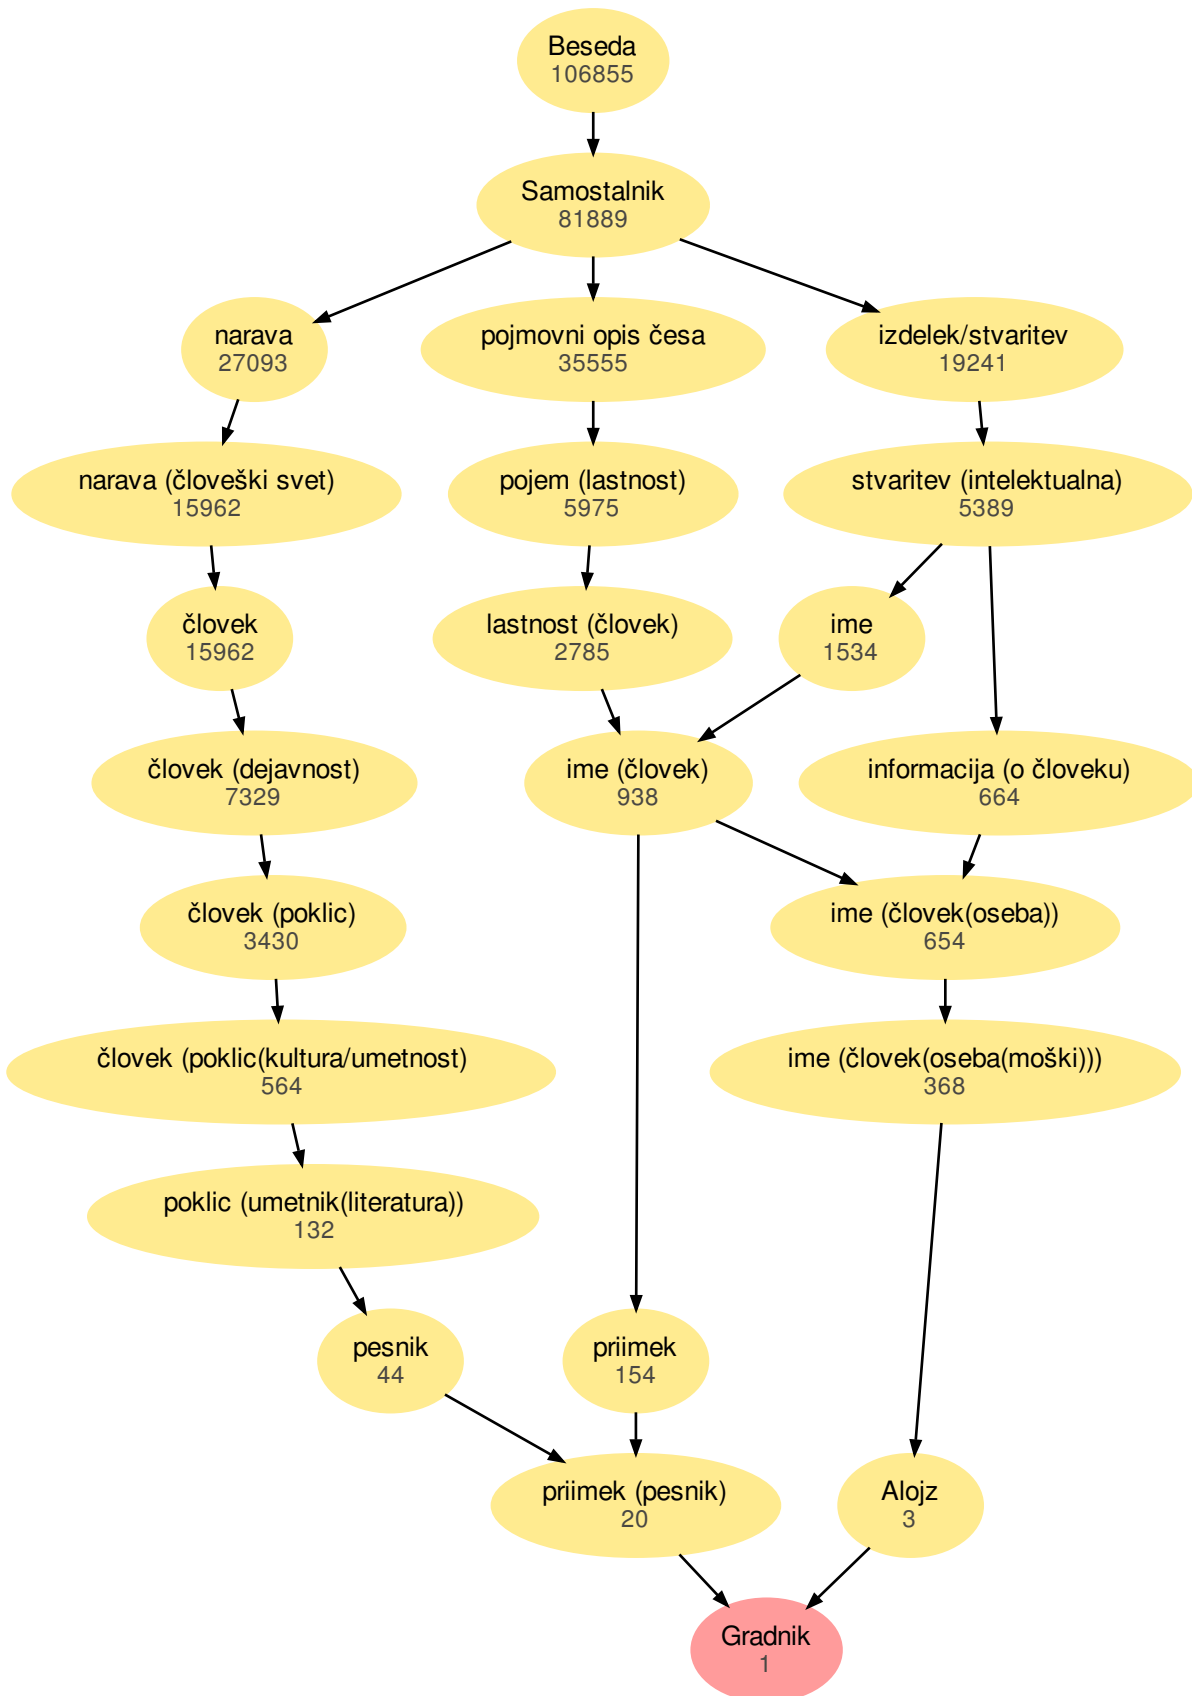 Beseda
106855
Samostalnik
81889
narava
27093
pojmovni opis česa
35555
izdelek/stvaritev
19241
narava (človeški svet)
15962
pojem (lastnost)
5975
stvaritev (intelektualna)
5389
človek
15962
lastnost (človek)
2785
ime
1534
človek (dejavnost)
7329
ime (človek)
938
informacija (o človeku)
664
človek (poklic)
3430
ime (človek(oseba))
654
človek (poklic(kultura/umetnost)
564
ime (človek(oseba(moški)))
368
poklic (umetnik(literatura))
132
pesnik
44
priimek
154
priimek (pesnik)
20
Alojz
3
Gradnik
1